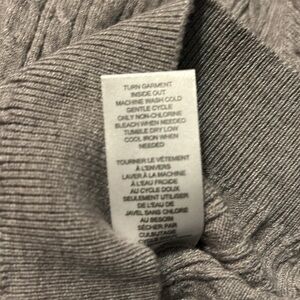 TURN GARMENT
INSIDE OUT
MACHINE WASH COLD
GENTLE CYCLE
ONLY NON-CHLORINE
BLEACH WHEN NEEDED
TUMBLE DRY LOW
COOL IRON WHEN
NEEDED
TOURNER LE VÊTEMENT
À L'ENVERS
LAVER À LA MACHINE
À L'EAU FROIDE
AU CYCLE DOUX
SEULEMENT UTILISER
DE L'EAU DE
JAVEL SANS CHLORE
AU BESOIN
SÉCHER PAR
CULBUTAGE